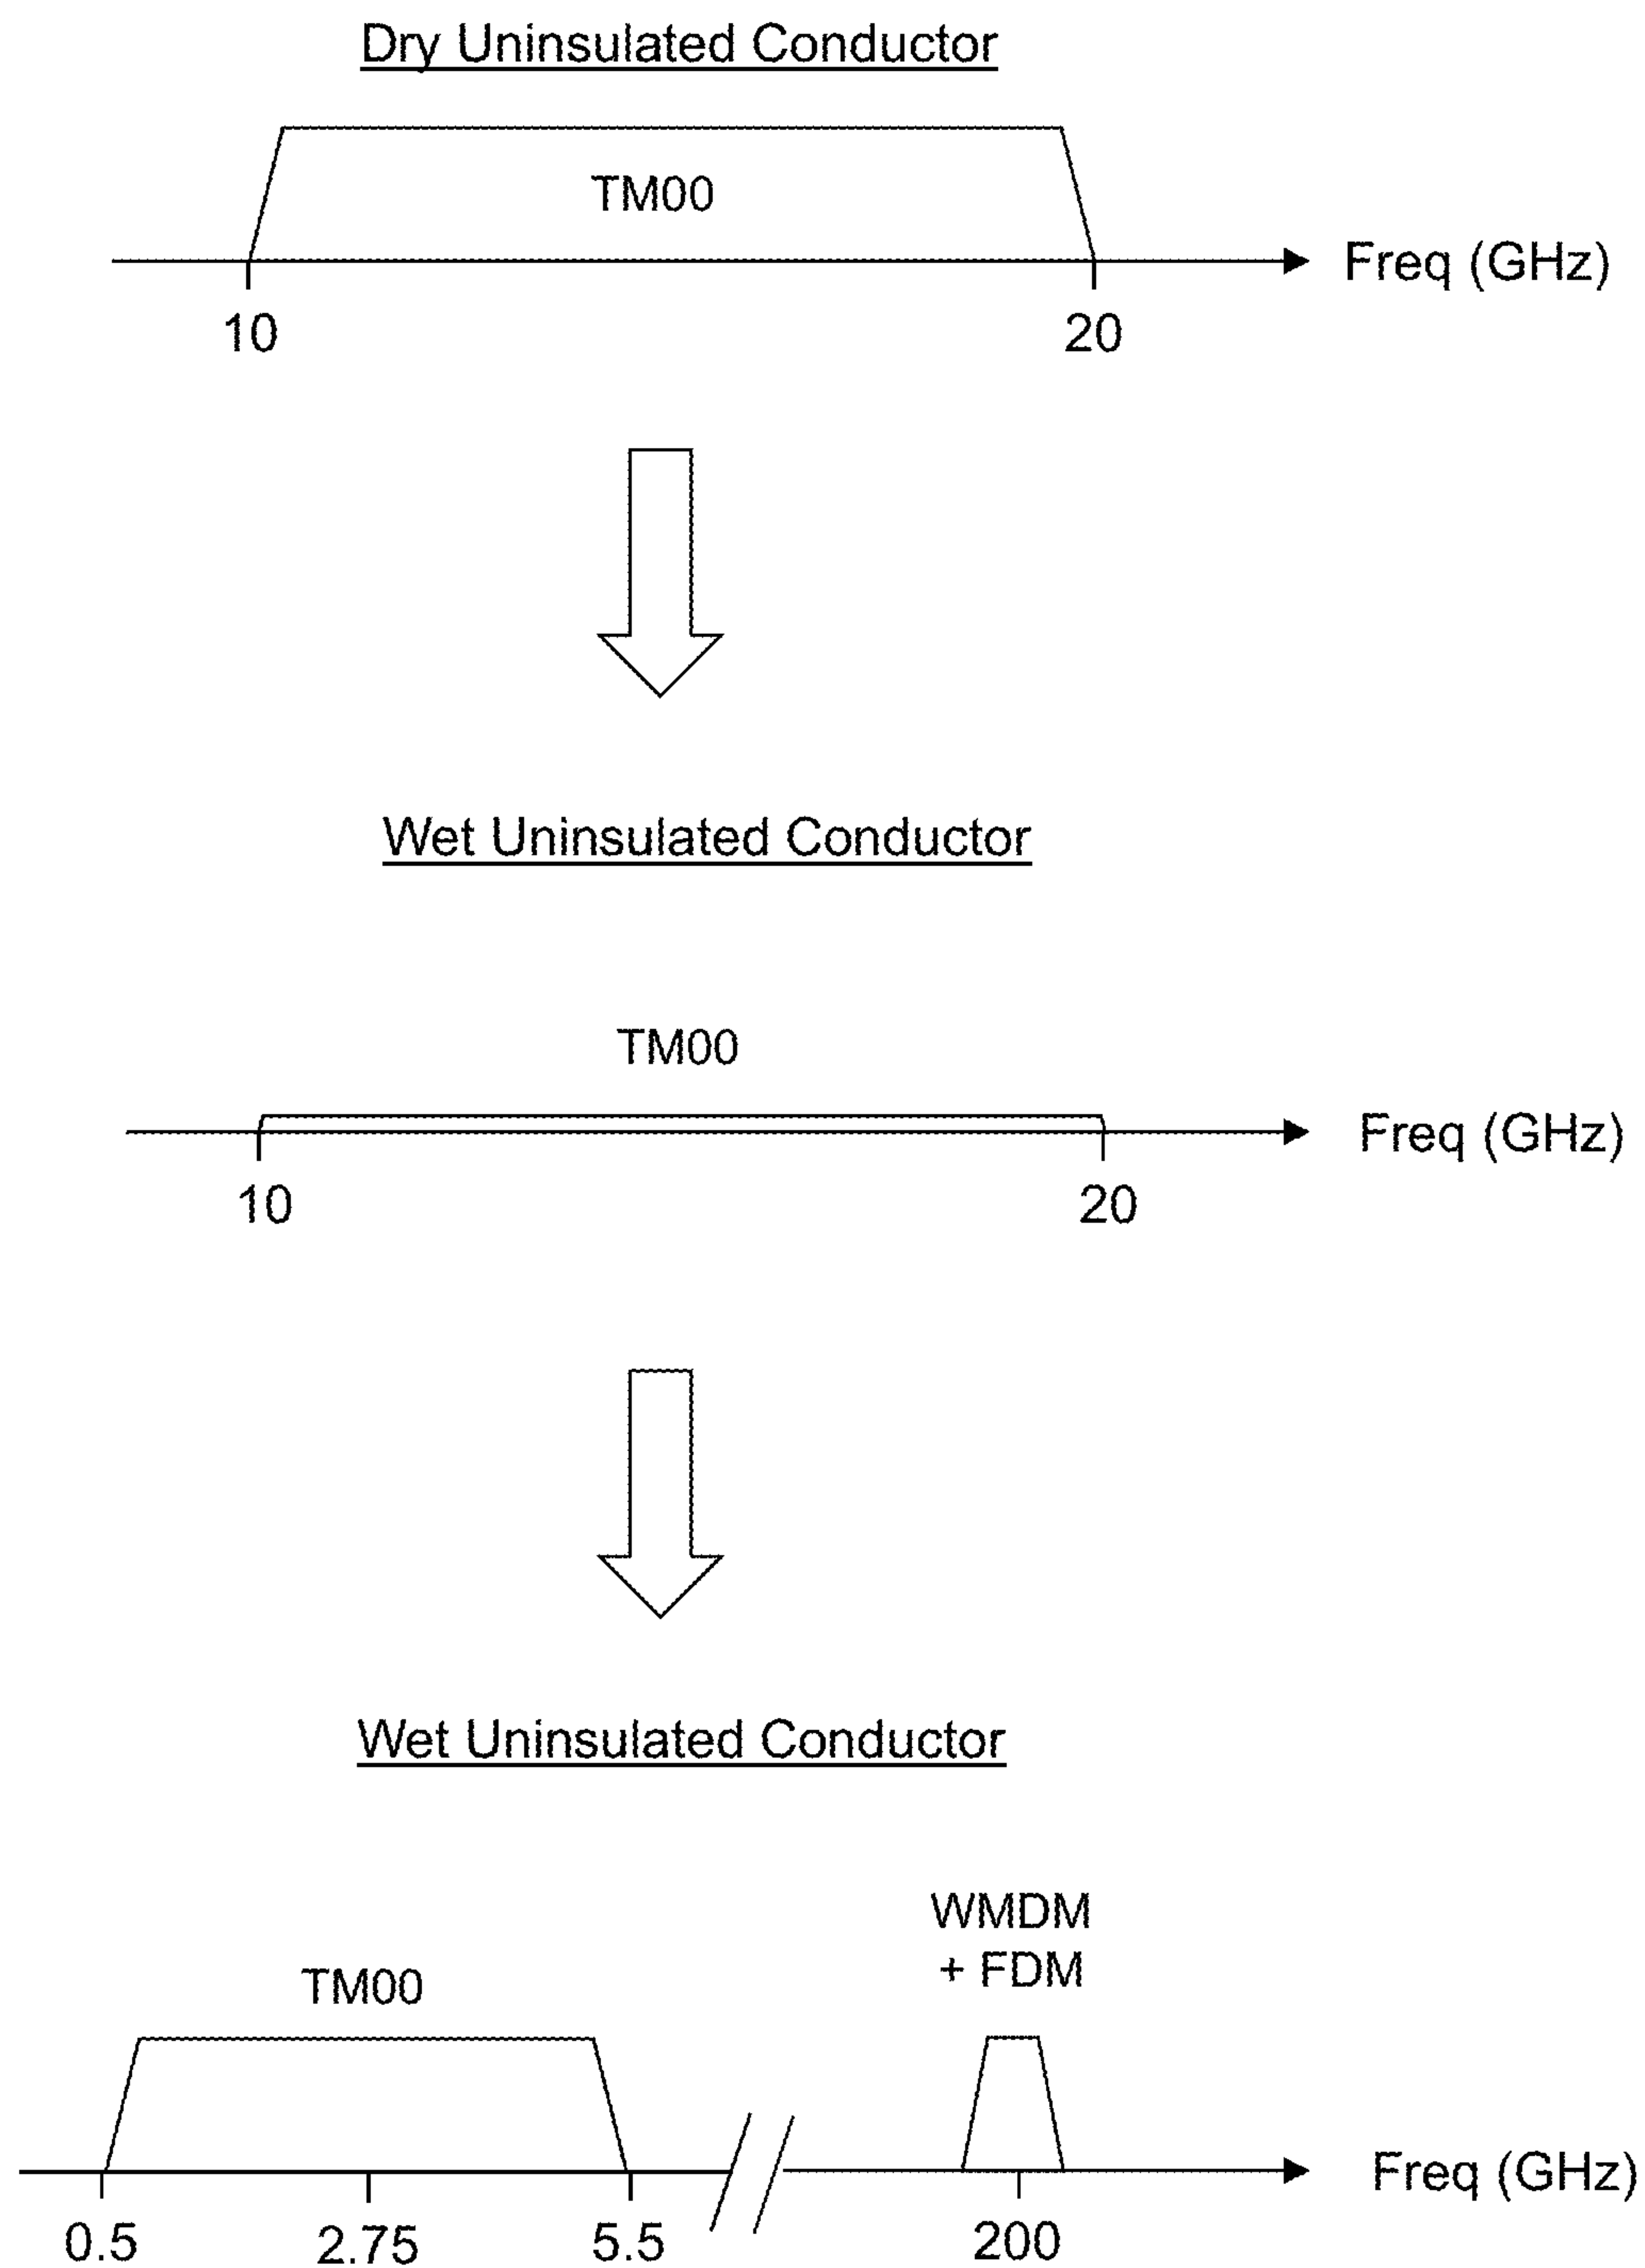 Dry Uninsulated Conductor
TM00
Freq (GHz)
10 20
Wet Uninsulated Conductor
TM00
Freq (GHz)
10 20
Wet Uninsulated Conductor
WMDM
+ FDM
TM00
Freq (GHz)
0.5 2.75 5.5 200